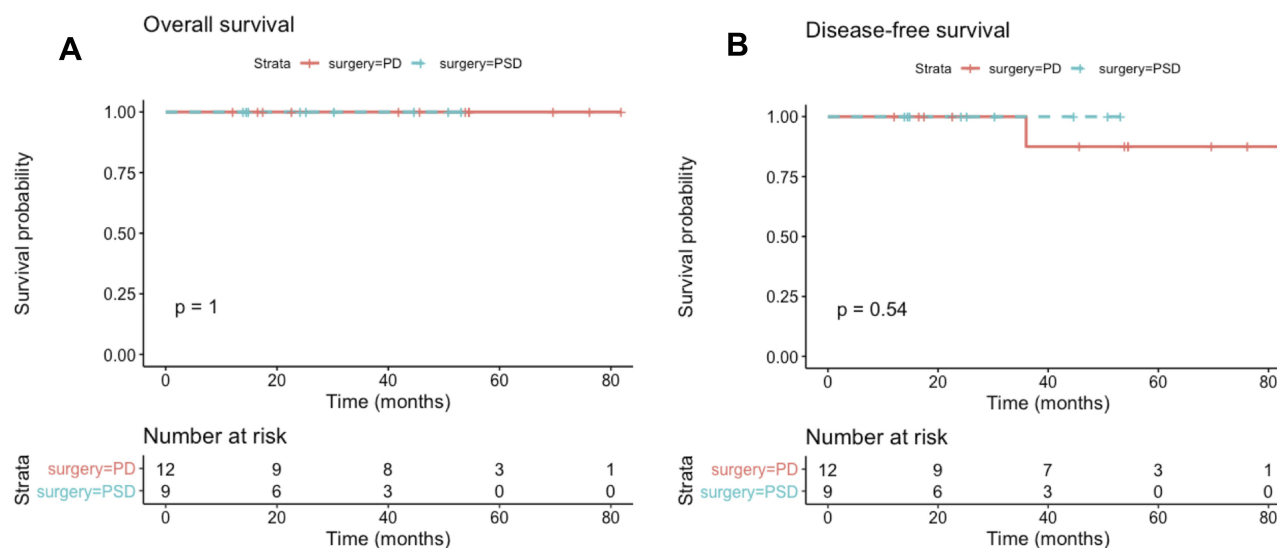 A
Overall survival
Strata surgery=PD surgery=PSD
Survival probability
1.00
0.75
0.50
0.25
0.00
p = 1
0 20 40 60 80
Time (months)
Number at risk
Strata
surgery=PD 12 9 8 3 1
surgery=PSD 9 6 3 0 0
0 20 40 60 80
Time (months)
B
Disease-free survival
Strata surgery=PD surgery=PSD
Survival probability
1.00
0.75
0.50
0.25
0.00
p = 0.54
0 20 40 60 80
Time (months)
Number at risk
Strata
surgery=PD 12 9 7 3 1
surgery=PSD 9 6 3 0 0
0 20 40 60 80
Time (months)